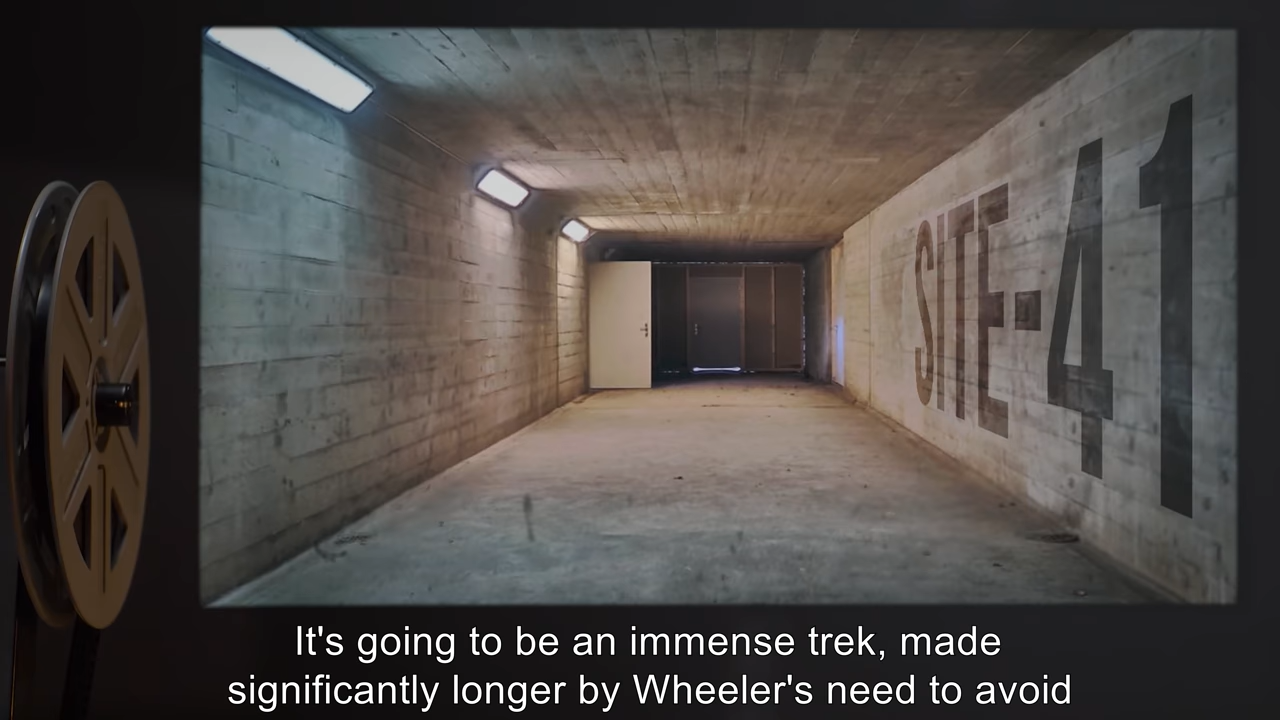 SITE-41
It's going to be an immense trek, made
significantly longer by Wheeler's need to avoid